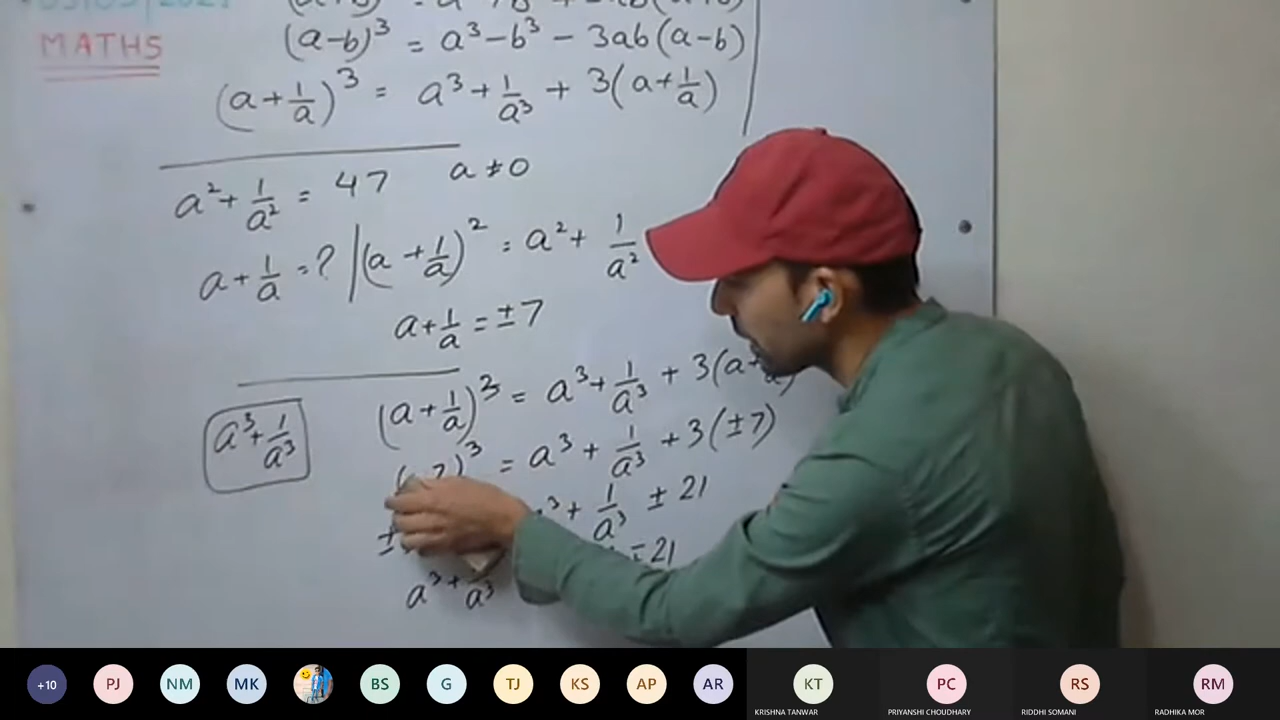 MATHS
(a-b)³ = a³-b³ - 3ab(a-b)
(a+1/a)³ = a³ + 1/a³ + 3(a+1/a)
a² + 1/a² = 47 a ≠ 0
a + 1/a = ? | (a + 1/a)² = a² + 1/a²
a + 1/a = ±7
a³ + 1/a³
(a + 1/a)³ = a³ + 1/a³ + 3(a+
= a³ + 1/a³ + 3(±7)
+ 1/a³ ± 21
∓21
a³ + 1/a³
+10 PJ NM MK BS G TJ KS AP AR KT PC RS RM
KRISHNA TANWAR PRIYANSHI CHOUDHARY RIDDHI SOMANI RADHIKA MOR